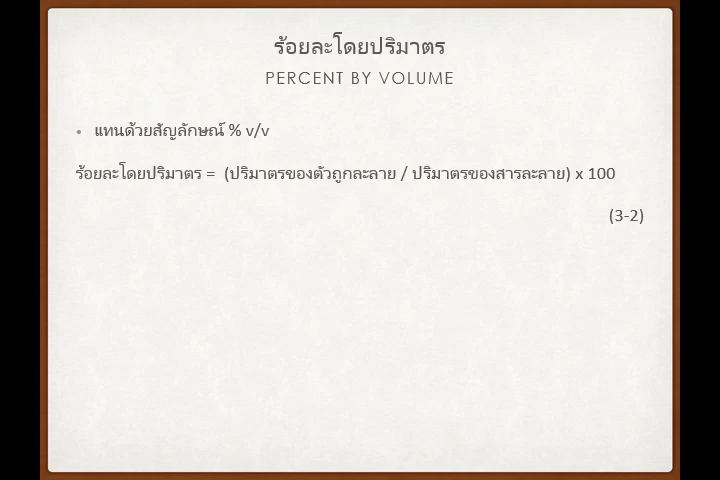 ร้อยละโดยปริมาตร
PERCENT BY VOLUME
• แทนด้วยสัญลักษณ์ % v/v
ร้อยละโดยปริมาตร = (ปริมาตรของตัวถูกละลาย / ปริมาตรของสารละลาย) x 100
(3-2)